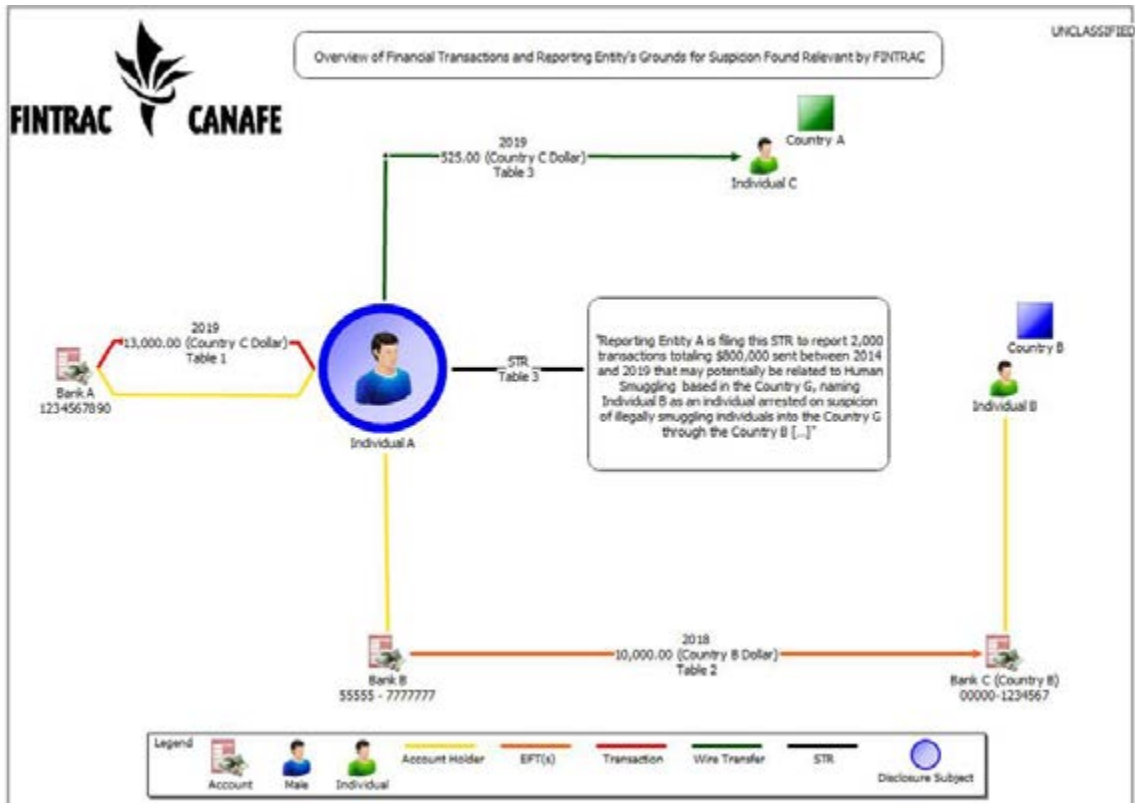 UNCLASSIFIED
Overview of Financial Transactions and Reporting Entity's Grounds for Suspicion Found Relevant by FINTRAC
FINTRAC CANAFE
Country A
2019
525.00 (Country C Dollar)
Table 3
Individual C
2019
13,000.00 (Country C Dollar)
Table 1
Bank A
1234567890
Individual A
STR
Table 3
"Reporting Entity A is filing this STR to report 2,000
transactions totaling $800,000 sent between 2014
and 2019 that may potentially be related to Human
Smuggling based in the Country G, naming
Individual B as an individual arrested on suspicion
of illegally smuggling individuals into the Country G
through the Country B [...]"
Country B
Individual B
Bank B
55555 - 7777777
2018
10,000.00 (Country B Dollar)
Table 2
Bank C (Country B)
00000-1234567
Legend
Account
Male
Individual
Account Holder
EFT(s)
Transaction
Wire Transfer
STR
Disclosure Subject